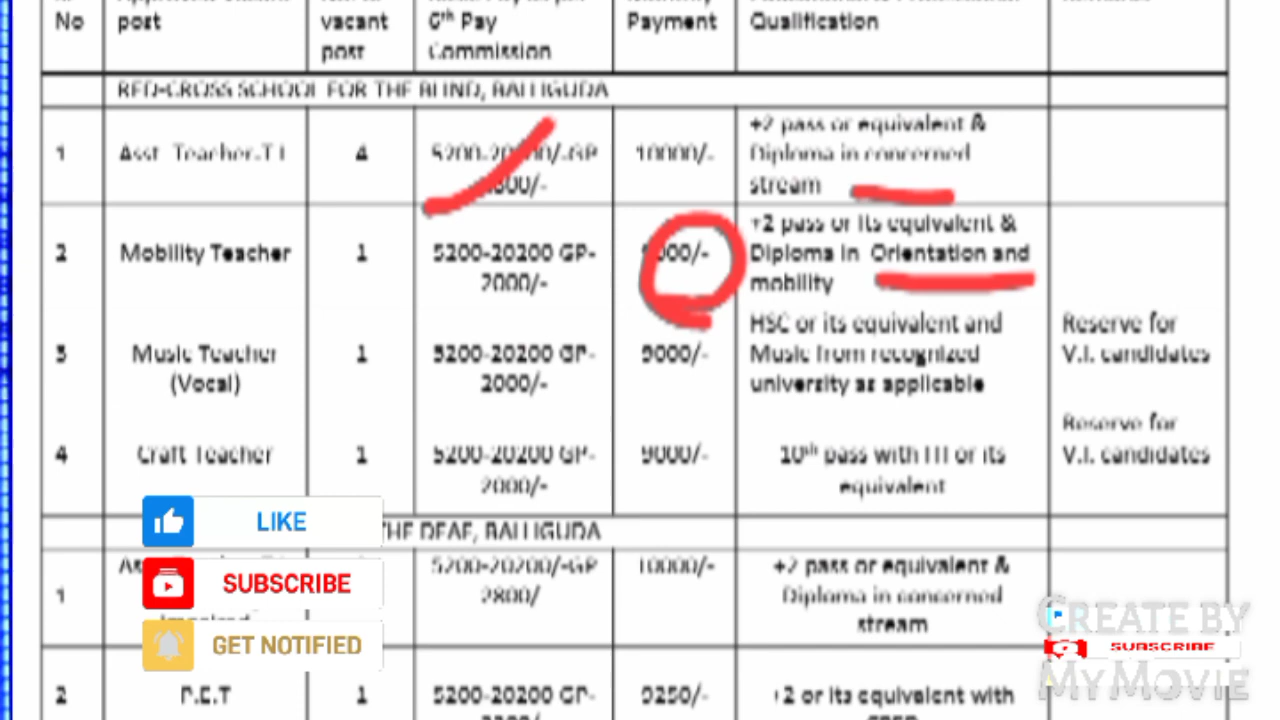 No
post
vacant
post
6th Pay
Commission
Payment
Qualification
RED-CROSS SCHOOL FOR THE BLIND, BALLIGUDA
1 Asst. Teacher-T.I 4 10000/-
+2 pass or equivalent &
Diploma in concerned
stream
2 Mobility Teacher 1 5200-20200 GP-
2000/-
+2 pass or its equivalent &
Diploma in Orientation and
mobility
3 Music Teacher
(Vocal)
1 5200-20200 GP-
2000/-
9000/-
HSC or its equivalent and
Music from recognized
university as applicable
Reserve for
V.I. candidates
4 Craft Teacher 1 5200-20200 GP-
2000/-
9000/-
10th pass with ITI or its
equivalent
Reserve for
V.I. candidates
THE DEAF, BALLIGUDA
1
5200-20200/-GP
2800/
10000/-
+2 pass or equivalent &
Diploma in concerned
stream
2 P.E.T 1 5200-20200 GP-
9250/-
+2 or its equivalent with
LIKE
SUBSCRIBE
GET NOTIFIED
CREATE BY
SUBSCRIBE
MY MOVIE